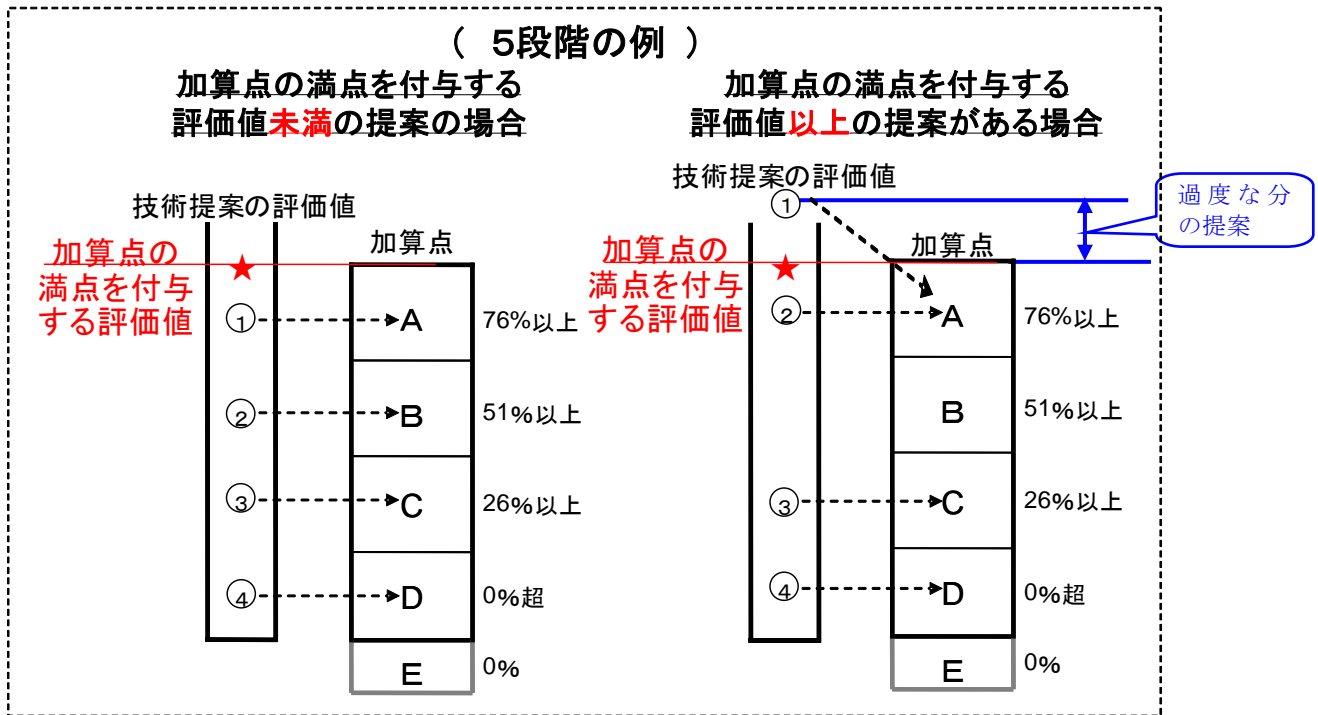 （ 5段階の例 ）
加算点の満点を付与する
評価値未満の提案の場合
技術提案の評価値
加算点の
満点を付与
する評価値
★
加算点
① A 76%以上
② B 51%以上
③ C 26%以上
④ D 0%超
E 0%
加算点の満点を付与する
評価値以上の提案がある場合
技術提案の評価値
①
過度な分
の提案
加算点の
満点を付与
する評価値
★
加算点
② A 76%以上
B 51%以上
③ C 26%以上
④ D 0%超
E 0%